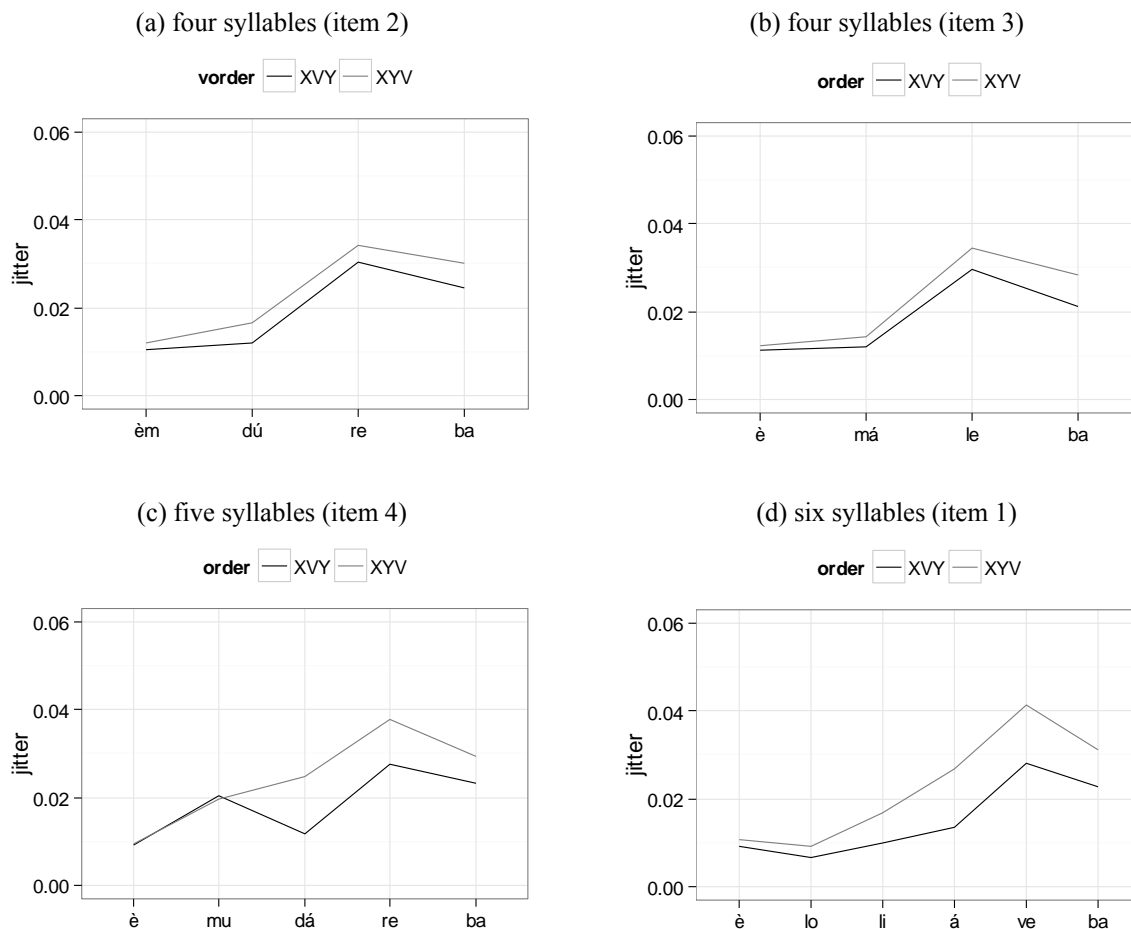 (a) four syllables (item 2)
vorder XVY XYV
jitter
0.06
0.04
0.02
0.00
èm dú re ba
(b) four syllables (item 3)
order XVY XYV
jitter
0.06
0.04
0.02
0.00
è má le ba
(c) five syllables (item 4)
order XVY XYV
jitter
0.06
0.04
0.02
0.00
è mu dá re ba
(d) six syllables (item 1)
order XVY XYV
jitter
0.06
0.04
0.02
0.00
è lo li á ve ba